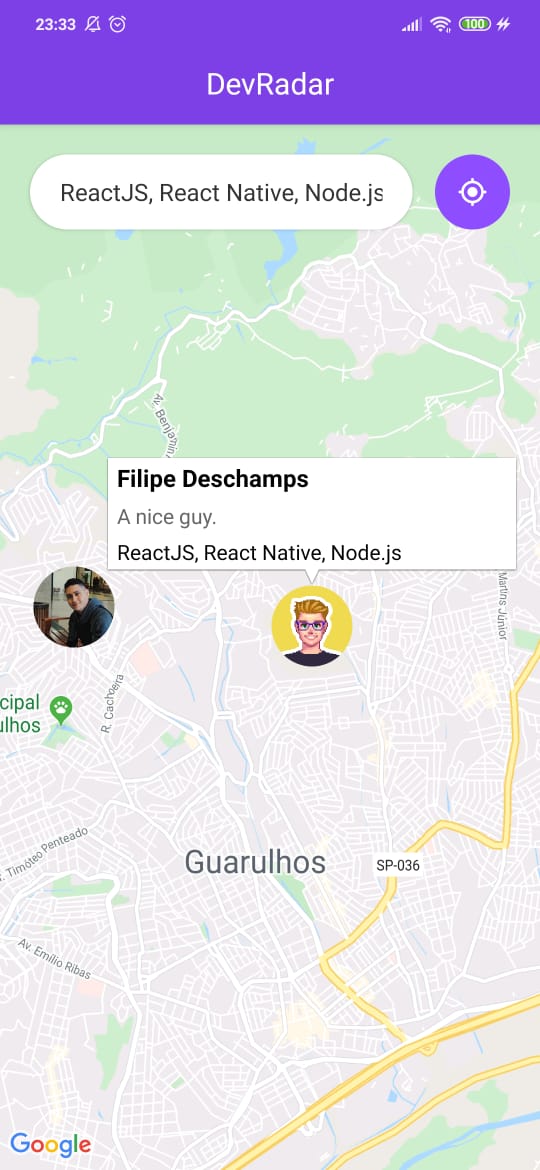 23:33
100
DevRadar
ReactJS, React Native, Node.js
Av. Benjamin
Filipe Deschamps
A nice guy.
ReactJS, React Native, Node.js
Martins Júnior
R. Cachoeira
cipal
ulhos
Guarulhos
SP-036
R. Timóteo Penteado
Av. Emílio Ribas
Google